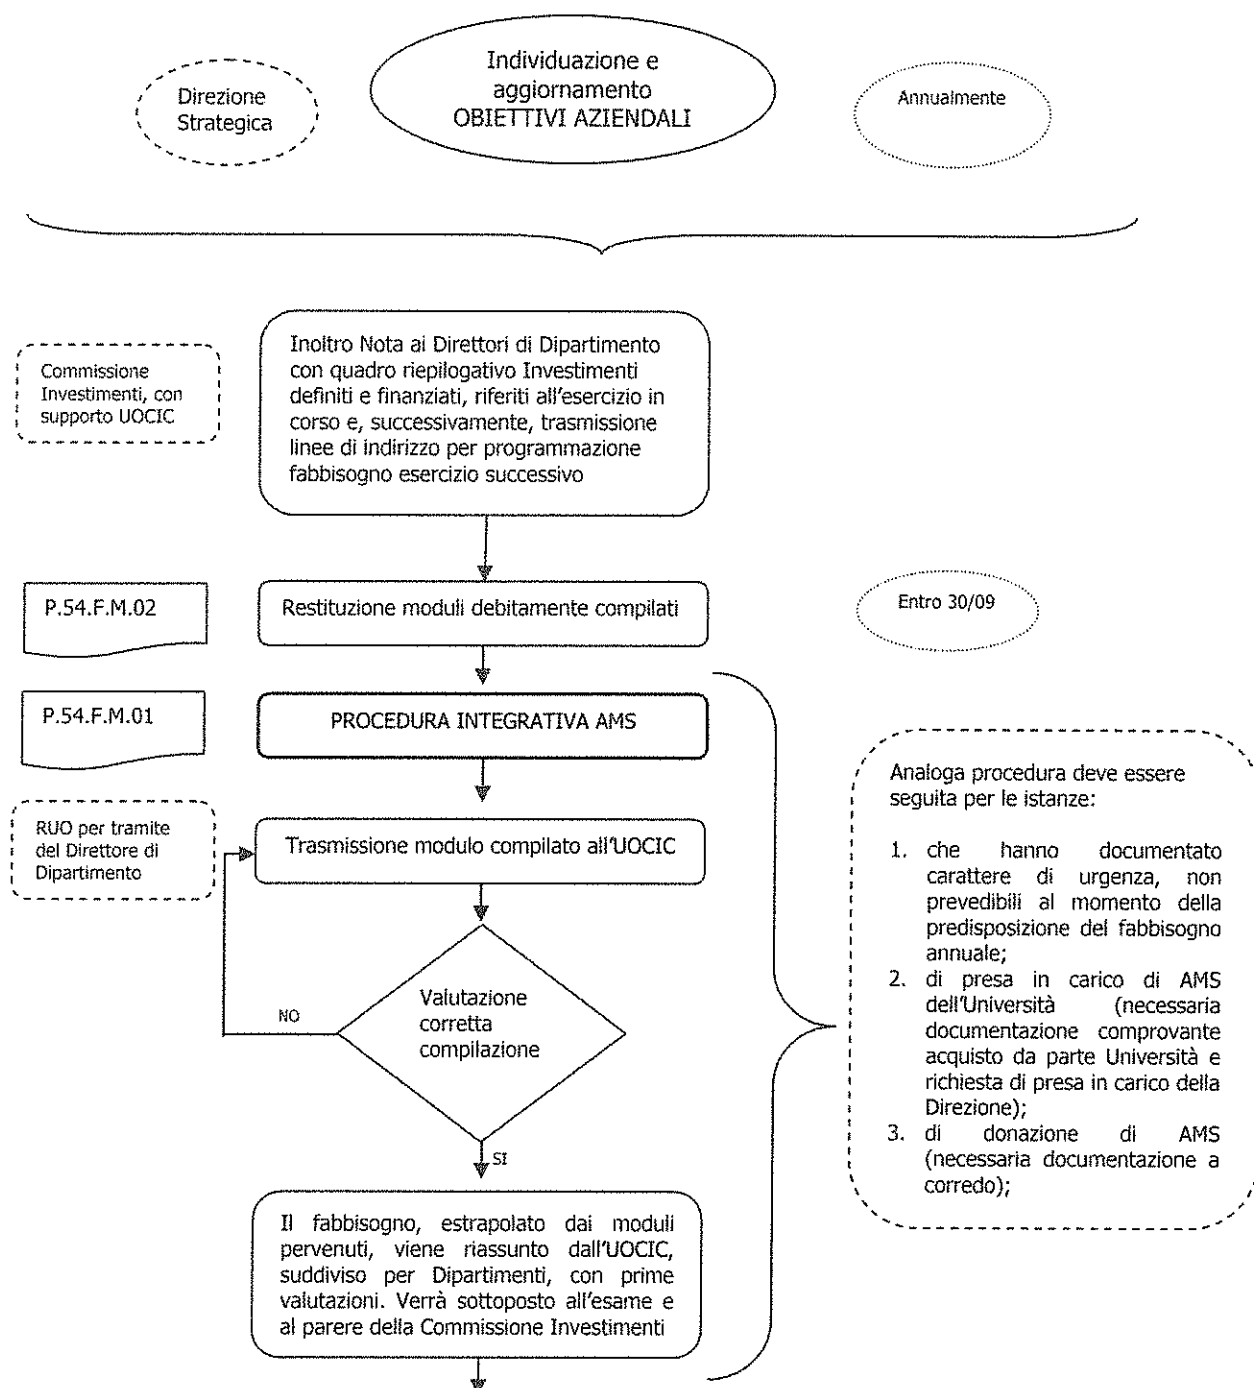 Direzione
Strategica
Individuazione e
aggiornamento
OBIETTIVI AZIENDALI
Annualmente
Commissione
Investimenti, con
supporto UOCIC
Inoltro Nota ai Direttori di Dipartimento
con quadro riepilogativo Investimenti
definiti e finanziati, riferiti all'esercizio in
corso e, successivamente, trasmissione
linee di indirizzo per programmazione
fabbisogno esercizio successivo
P.54.F.M.02
Restituzione moduli debitamente compilati
Entro 30/09
P.54.F.M.01
PROCEDURA INTEGRATIVA AMS
RUO per tramite
del Direttore di
Dipartimento
Trasmissione modulo compilato all'UOCIC
Valutazione
corretta
compilazione
NO
SI
Il fabbisogno, estrapolato dai moduli
pervenuti, viene riassunto dall'UOCIC,
suddiviso per Dipartimenti, con prime
valutazioni. Verrà sottoposto all'esame e
al parere della Commissione Investimenti
Analoga procedura deve essere
seguita per le istanze:
1. che hanno documentato
carattere di urgenza, non
prevedibili al momento della
predisposizione del fabbisogno
annuale;
2. di presa in carico di AMS
dell'Università (necessaria
documentazione comprovante
acquisto da parte Università e
richiesta di presa in carico della
Direzione);
3. di donazione di AMS
(necessaria documentazione a
corredo);